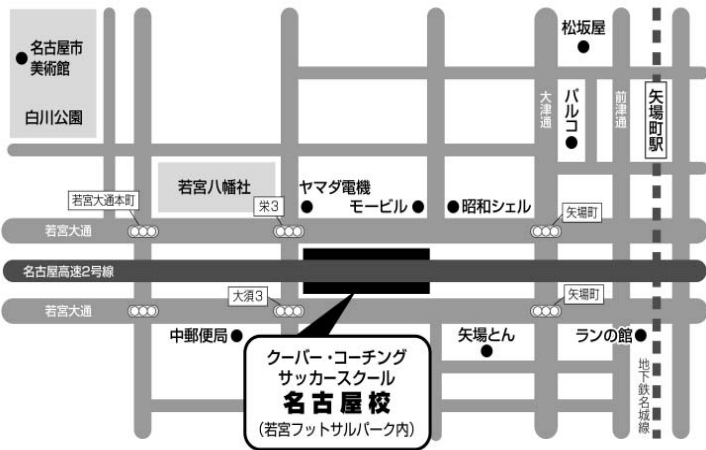 名古屋市
美術館
白川公園
松坂屋
大津通
パルコ
前津通
矢場町駅
若宮八幡社
ヤマダ電機
モービル
昭和シェル
若宮大通本町
栄3
矢場町
若宮大通
名古屋高速2号線
若宮大通
大須3
矢場町
中郵便局
矢場とん
ランの館
地下鉄名城線
クーバー・コーチング
サッカースクール
名古屋校
(若宮フットサルパーク内)